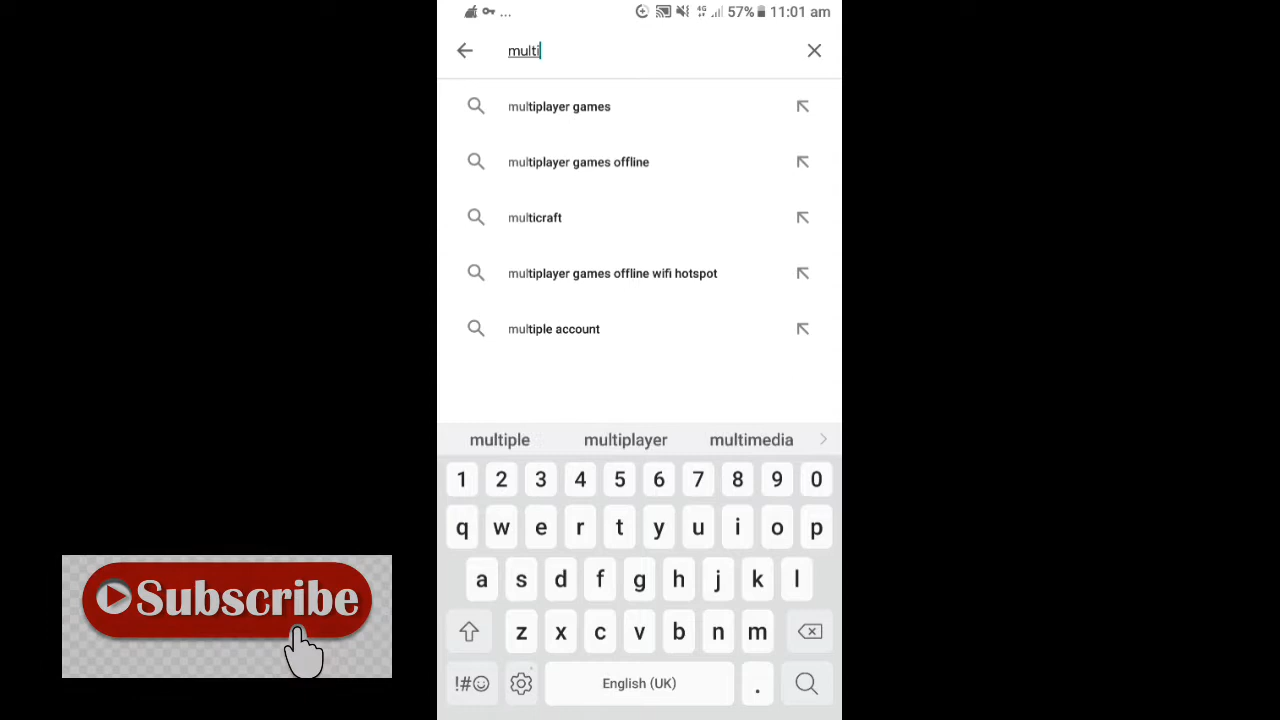 ... 4G 57% 11:01 am
multi
multiplayer games
multiplayer games offline
multicraft
multiplayer games offline wifi hotspot
multiple account
multiple multiplayer multimedia
1 2 3 4 5 6 7 8 9 0
q w e r t y u i o p
a s d f g h j k l
z x c v b n m
!#☺ English (UK) .
Subscribe